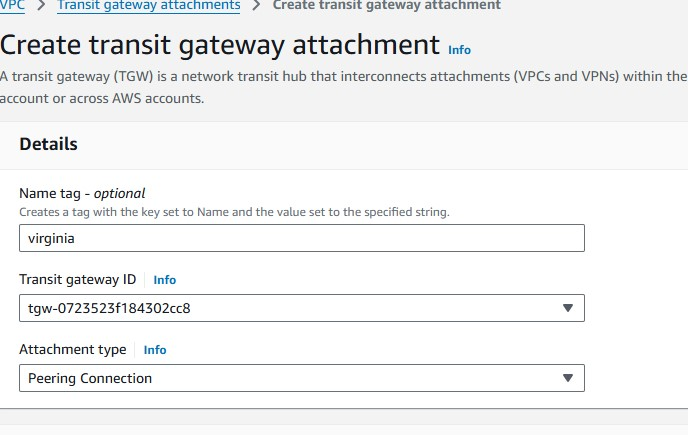 VPC > Transit gateway attachments > Create transit gateway attachment
Create transit gateway attachment Info
A transit gateway (TGW) is a network transit hub that interconnects attachments (VPCs and VPNs) within the
account or across AWS accounts.
Details
Name tag - optional
Creates a tag with the key set to Name and the value set to the specified string.
virginia
Transit gateway ID Info
tgw-0723523f184302cc8
Attachment type Info
Peering Connection